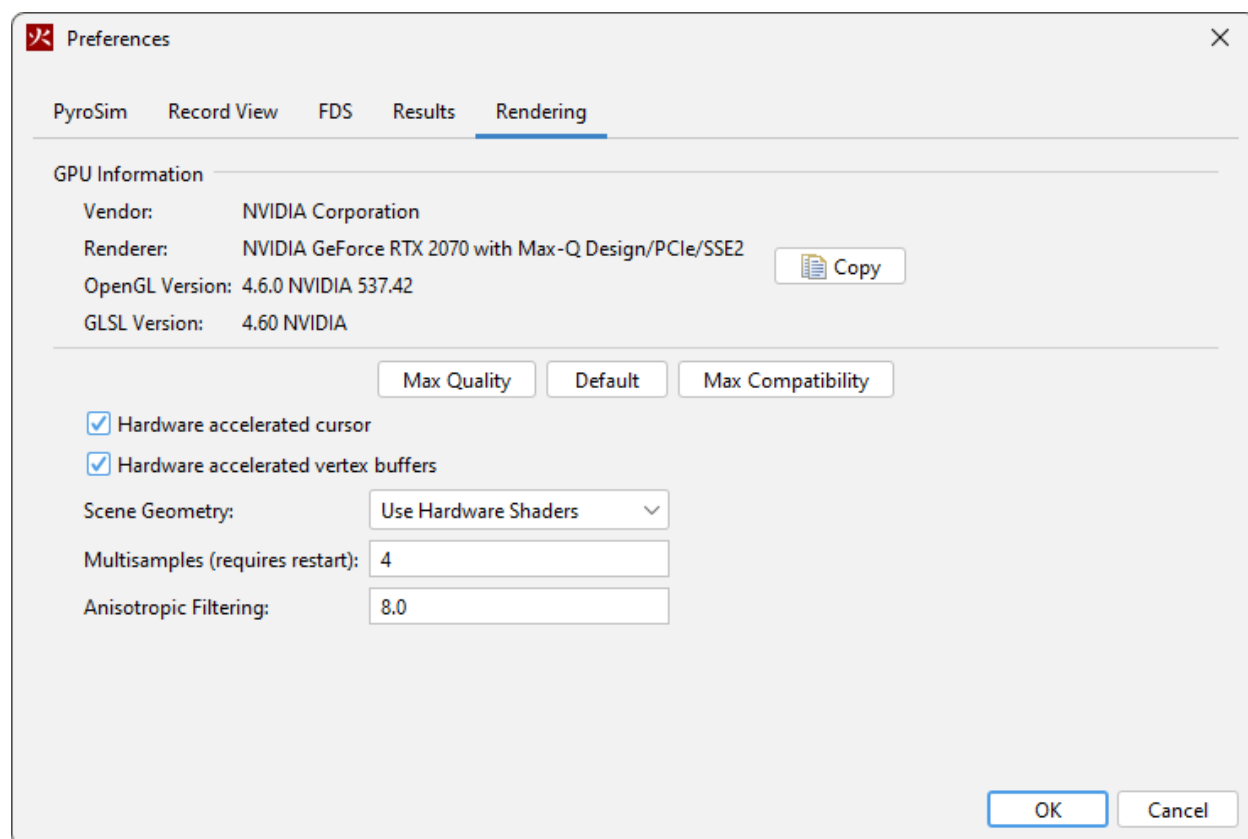 火 Preferences
PyroSim Record View FDS Results Rendering
GPU Information
Vendor: NVIDIA Corporation
Renderer: NVIDIA GeForce RTX 2070 with Max-Q Design/PCIe/SSE2
Copy
OpenGL Version: 4.6.0 NVIDIA 537.42
GLSL Version: 4.60 NVIDIA
Max Quality Default Max Compatibility
Hardware accelerated cursor
Hardware accelerated vertex buffers
Scene Geometry: Use Hardware Shaders
Multisamples (requires restart): 4
Anisotropic Filtering: 8.0
OK Cancel